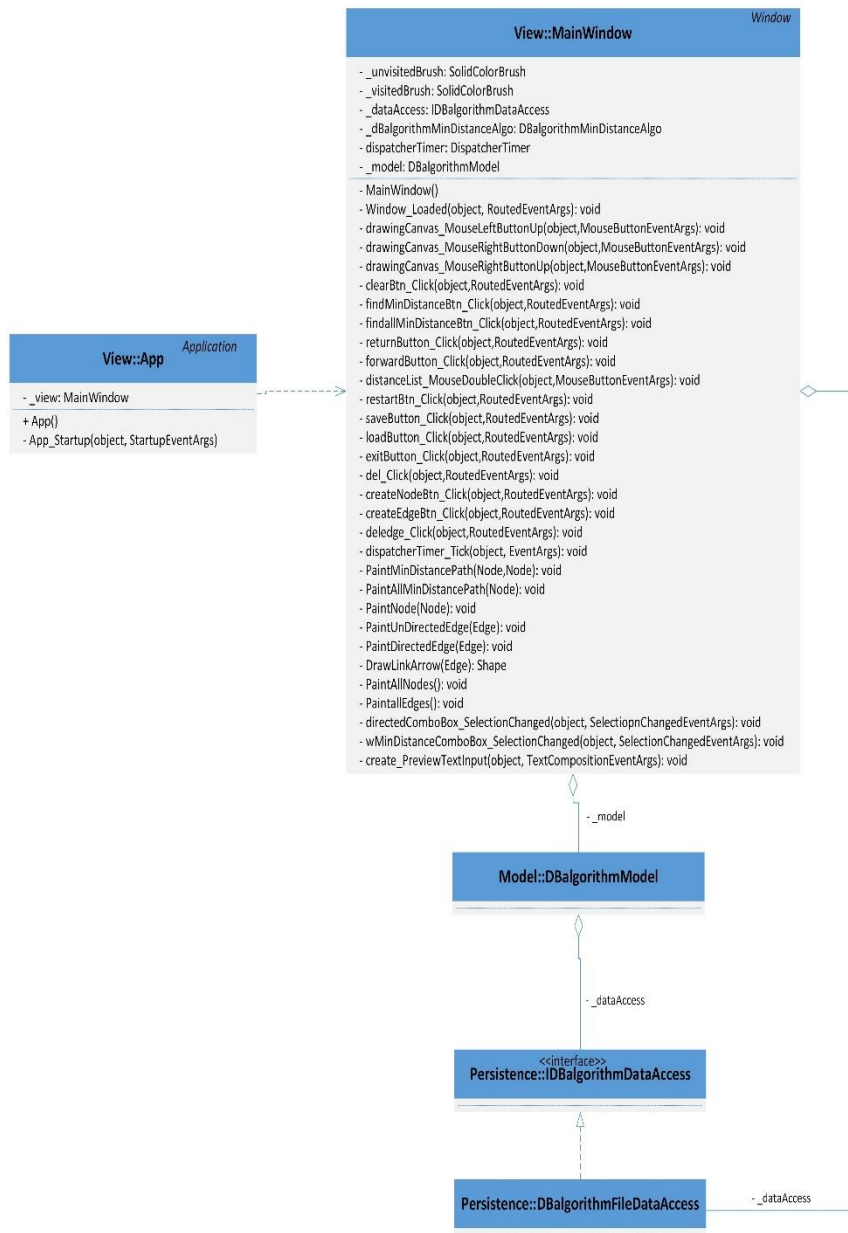 Window
View::MainWindow
- _unvisitedBrush: SolidColorBrush
- _visitedBrush: SolidColorBrush
- _dataAccess: IDBalgorithmDataAccess
- _dBalgorithmMinDistanceAlgo: DBalgorithmMinDistanceAlgo
- dispatcherTimer: DispatcherTimer
- _model: DBalgorithmModel
- MainWindow()
- Window_Loaded(object, RoutedEventArgs): void
- drawingCanvas_MouseLeftButtonUp(object,MouseButtonEventArgs): void
- drawingCanvas_MouseRightButtonDown(object,MouseButtonEventArgs): void
- drawingCanvas_MouseRightButtonUp(object,MouseButtonEventArgs): void
- clearBtn_Click(object,RoutedEventArgs): void
- findMinDistanceBtn_Click(object,RoutedEventArgs): void
- findallMinDistanceBtn_Click(object,RoutedEventArgs): void
- returnButton_Click(object,RoutedEventArgs): void
- forwardButton_Click(object,RoutedEventArgs): void
- distanceList_MouseDoubleClick(object,MouseButtonEventArgs): void
- restartBtn_Click(object,RoutedEventArgs): void
- saveButton_Click(object,RoutedEventArgs): void
- loadButton_Click(object,RoutedEventArgs): void
- exitButton_Click(object,RoutedEventArgs): void
- del_Click(object,RoutedEventArgs): void
- createNodeBtn_Click(object,RoutedEventArgs): void
- createEdgeBtn_Click(object,RoutedEventArgs): void
- deledge_Click(object,RoutedEventArgs): void
- dispatcherTimer_Tick(object, EventArgs): void
- PaintMinDistancePath(Node,Node): void
- PaintAllMinDistancePath(Node): void
- PaintNode(Node): void
- PaintUnDirectedEdge(Edge): void
- PaintDirectedEdge(Edge): void
- DrawLinkArrow(Edge): Shape
- PaintAllNodes(): void
- PaintallEdges(): void
- directedComboBox_SelectionChanged(object, SelectiopnChangedEventArgs): void
- wMinDistanceComboBox_SelectionChanged(object, SelectionChangedEventArgs): void
- create_PreviewTextInput(object, TextCompositionEventArgs): void
Application
View::App
- _view: MainWindow
+ App()
- App_Startup(object, StartupEventArgs)
- _model
Model::DBalgorithmModel
- _dataAccess
<<interface>>
Persistence::IDBalgorithmDataAccess
Persistence::DBalgorithmFileDataAccess
- _dataAccess